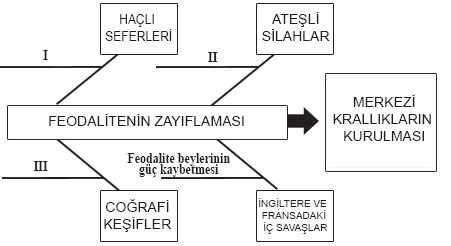 HAÇLI
SEFERLERİ
ATEŞLİ
SİLAHLAR
I
II
FEODALİTENİN ZAYIFLAMASI
MERKEZİ
KRALLIKLARIN
KURULMASI
III
Feodalite beylerinin
güç kaybetmesi
COĞRAFİ
KEŞİFLER
İNGİLTERE VE
FRANSADAKİ
İÇ SAVAŞLAR